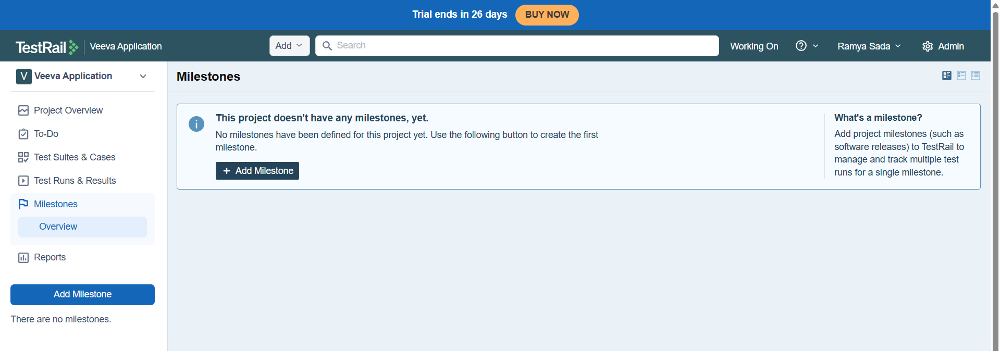 Trial ends in 26 days BUY NOW
TestRail Veeva Application Add Search Working On Ramya Sada Admin
V Veeva Application
Project Overview
To-Do
Test Suites & Cases
Test Runs & Results
Milestones
Overview
Reports
Add Milestone
There are no milestones.
Milestones
This project doesn't have any milestones, yet.
No milestones have been defined for this project yet. Use the following button to create the first
milestone.
+ Add Milestone
What's a milestone?
Add project milestones (such as
software releases) to TestRail to
manage and track multiple test
runs for a single milestone.